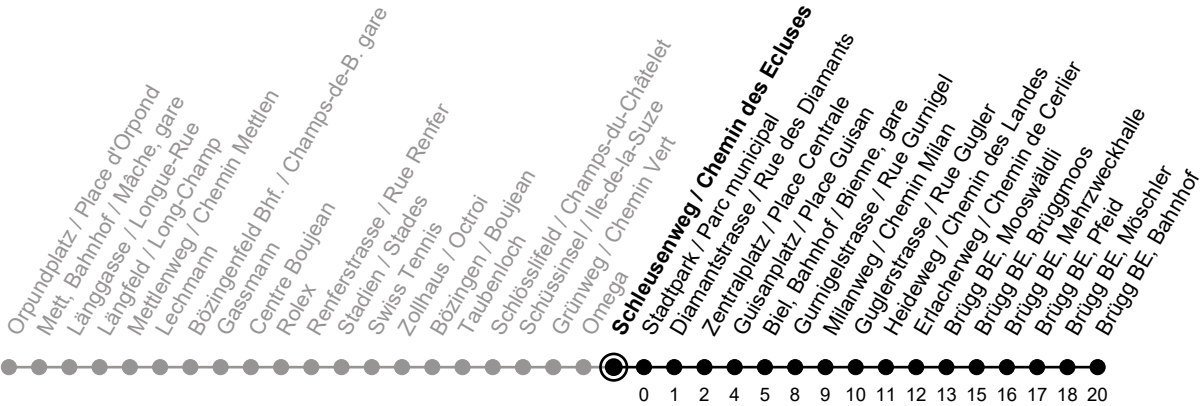 Orpundplatz / Place d'Orpond
Mett, Bahnhof / Mâche, gare
Länggasse / Longue-Rue
Längfeld / Long-Champ
Mettlenweg / Chemin Mettlen
Lechmann
Bözingenfeld Bhf. / Champs-de-B. gare
Gassmann
Centre Boujean
Rolex
Renferstrasse / Rue Renfer
Stadien / Stades
Swiss Tennis
Zollhaus / Octroi
Bözingen / Boujean
Taubenloch
Schlösslifeld / Champs-du-Châtelet
Schüssinsel / Ile-de-la-Suze
Grünweg / Chemin Vert
Omega
Schleusenweg / Chemin des Ecluses
Stadtpark / Parc municipal
Diamantstrasse / Rue des Diamants
Zentralplatz / Place Centrale
Guisanplatz / Place Guisan
Biel, Bahnhof / Bienne, gare
Gurnigelstrasse / Rue Gurnigel
Milanweg / Chemin Milan
Guglerstrasse / Rue Gugler
Heideweg / Chemin des Landes
Erlacherweg / Chemin de Cerlier
Brügg BE, Mooswäldli
Brügg BE, Brüggmoos
Brügg BE, Mehrzweckhalle
Brügg BE, Pfeid
Brügg BE, Möschler
Brügg BE, Bahnhof
0 1 2 4 5 8 9 10 11 12 13 15 16 17 18 20